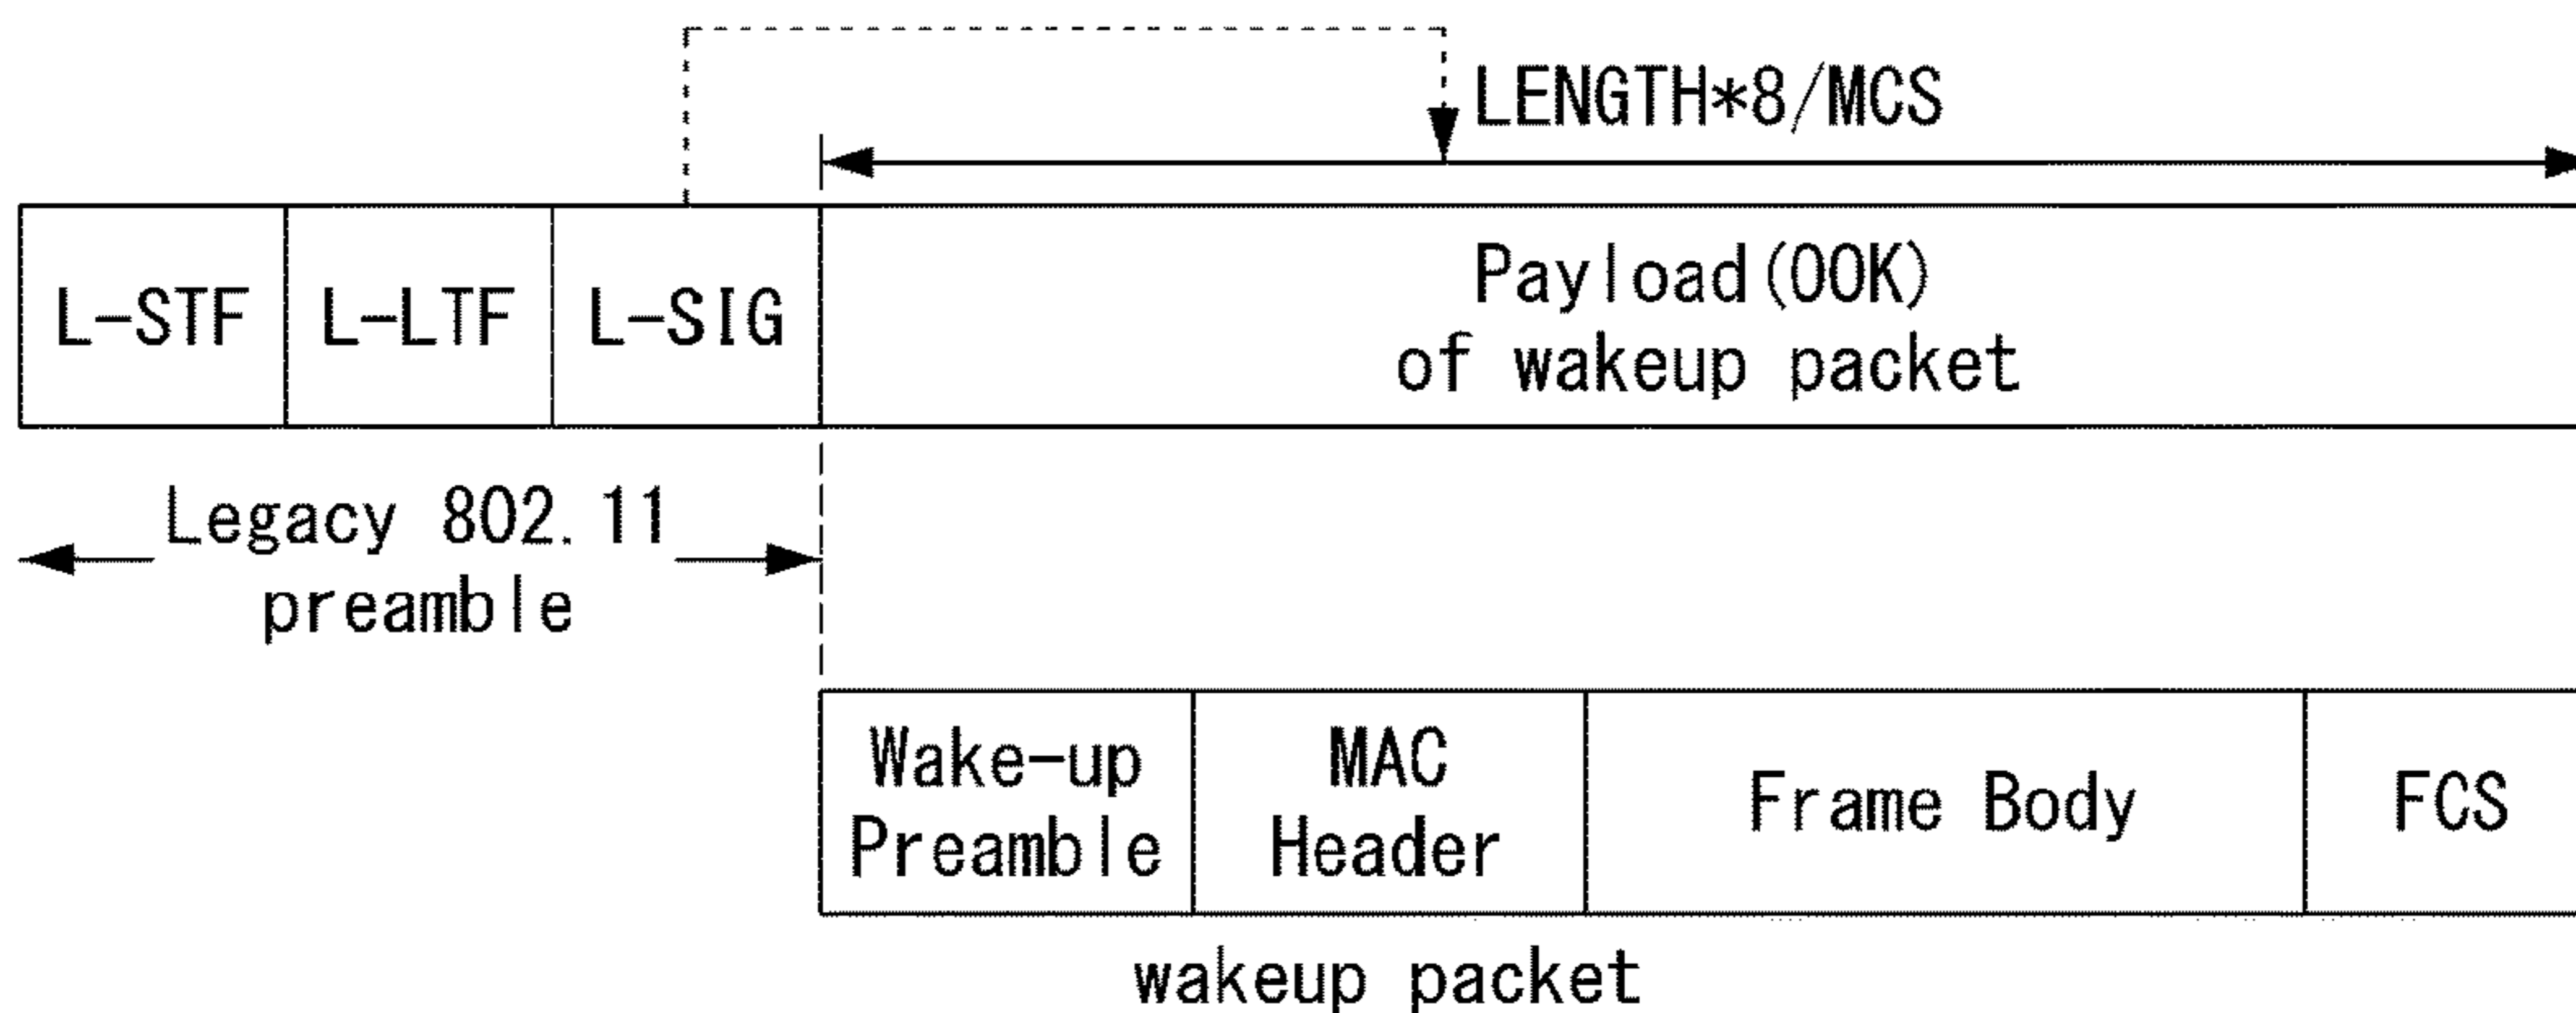 LENGTH*8/MCS
L-STF
L-LTF
L-SIG
Payload(OOK)
of wakeup packet
Legacy 802.11
preamble
Wake-up
Preamble
MAC
Header
Frame Body
FCS
wakeup packet